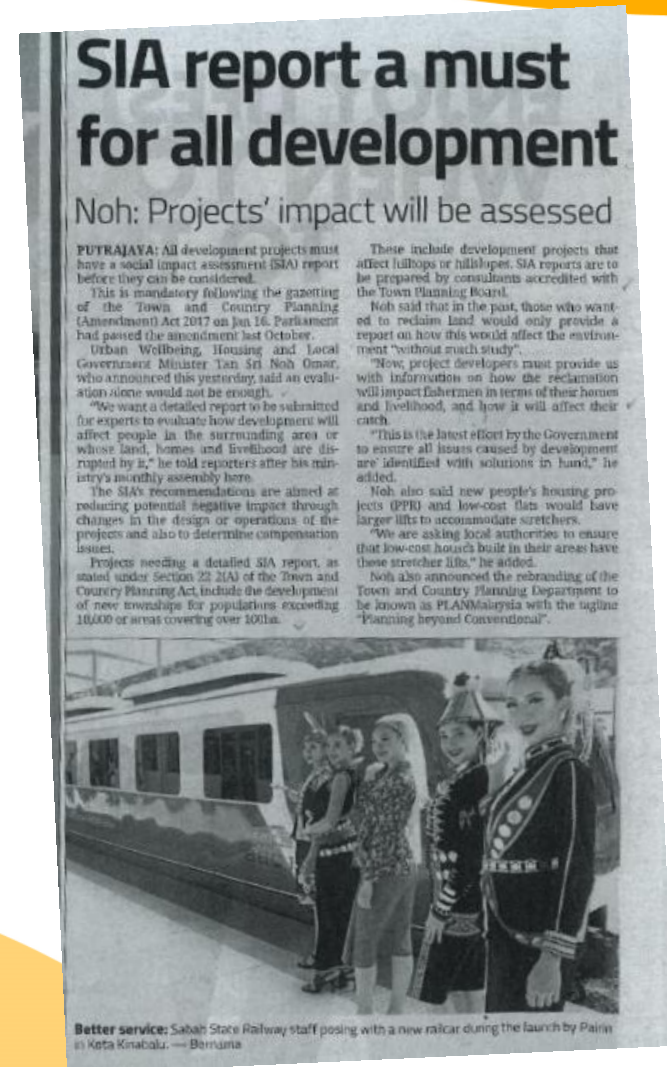 SIA report a must
for all development
Noh: Projects' impact will be assessed
PUTRAJAYA: All development projects must
have a social impact assessment (SIA) report
before they can be considered.
This is mandatory following the gazetting
of the Town and Country Planning
(Amendment) Act 2017 on Jan 16. Parliament
had passed the amendment last October.
Urban Wellbeing, Housing and Local
Government Minister Tan Sri Noh Omar,
who announced this yesterday, said an evalu-
ation alone would not be enough.
"We want a detailed report to be submitted
for experts to evaluate how development will
affect people in the surrounding area or
whose land, homes and livelihood are dis-
rupted by it," he told reporters after his min-
istry's monthly assembly here.
The SIA's recommendations are aimed at
reducing potential negative impact through
changes in the design or operations of the
projects and also to determine compensation
issues.
Projects needing a detailed SIA report, as
stated under Section 22 2(A) of the Town and
Country Planning Act, include the development
of new townships for populations exceeding
10,000 or areas covering over 100ha.
These include development projects that
affect hilltops or hillslopes. SIA reports are to
be prepared by consultants accredited with
the Town Planning Board.
Noh said that in the past, those who want-
ed to reclaim land would only provide a
report on how this would affect the environ-
ment "without much study".
"Now, project developers must provide us
with information on how the reclamation
will impact fishermen in terms of their homes
and livelihood, and how it will affect their
catch.
"This is the latest effort by the Government
to ensure all issues caused by development
are identified with solutions in hand," he
added.
Noh also said new people's housing pro-
jects (PPR) and low-cost flats would have
larger lifts to accommodate stretchers.
"We are asking local authorities to ensure
that low-cost houses built in their areas have
these stretcher lifts," he added.
Noh also announced the rebranding of the
Town and Country Planning Department to
be known as PLANMalaysia with the tagline
"Planning beyond Conventional".
Better service: Sabah State Railway staff posing with a new railcar during the launch by Pairin
in Kota Kinabalu. — Bernama